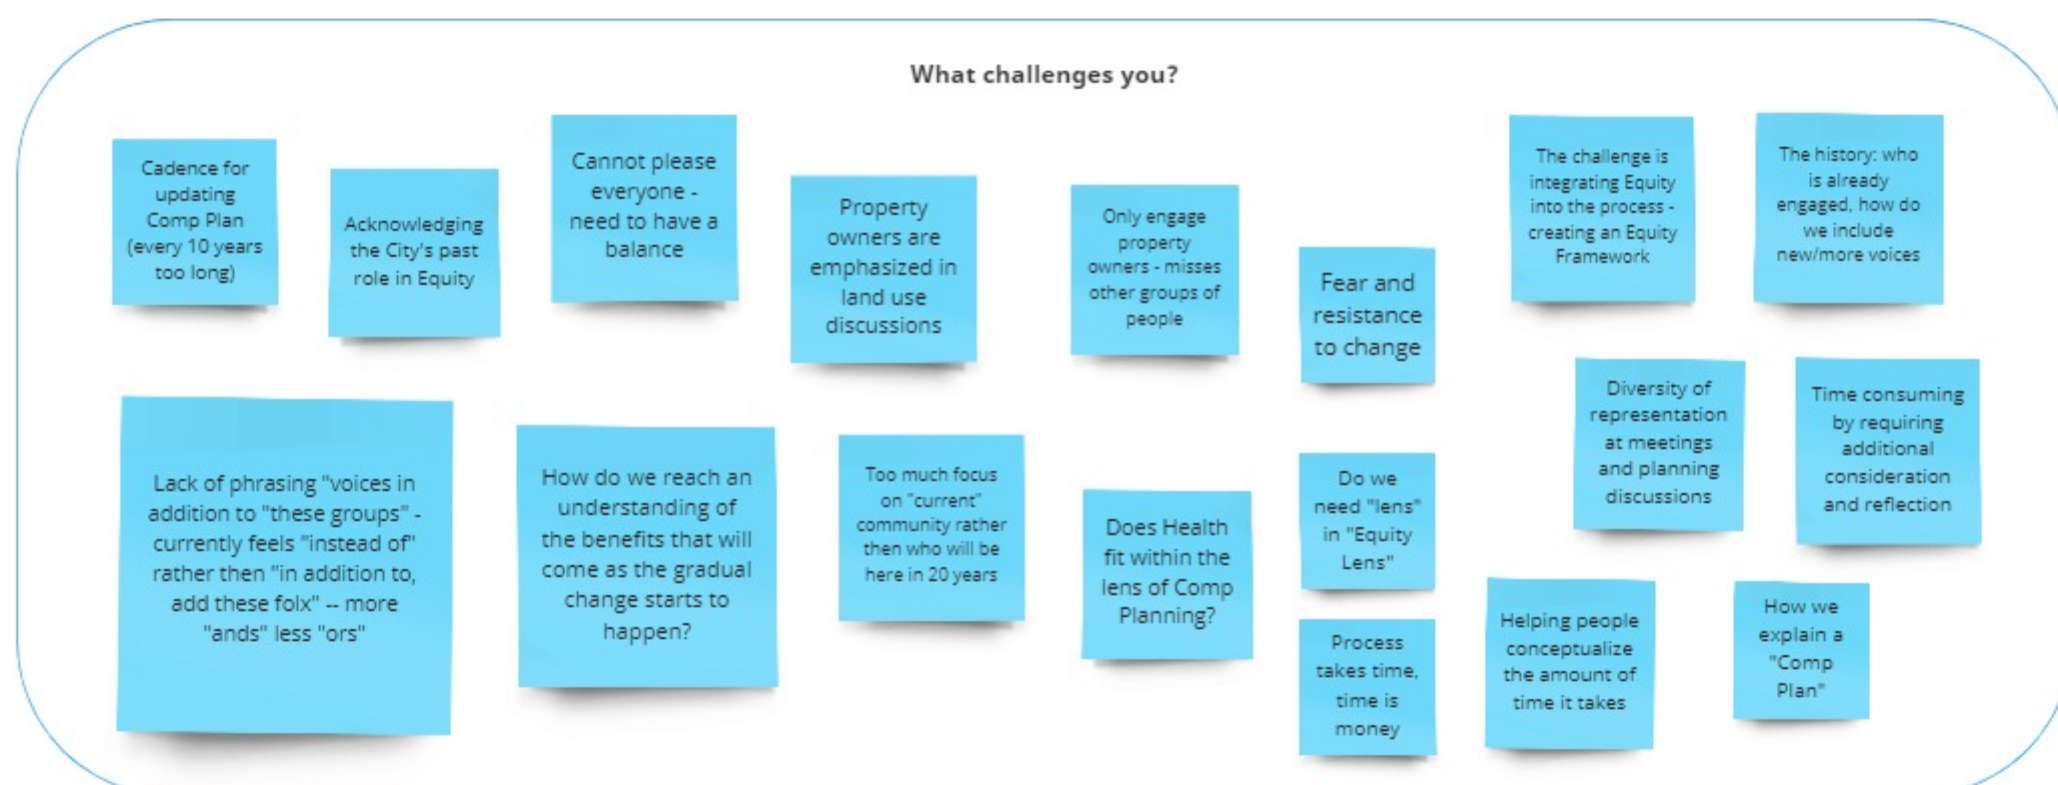 What challenges you?
Cadence for
updating
Comp Plan
(every 10 years
too long)
Acknowledging
the City's past
role in Equity
Cannot please
everyone -
need to have a
balance
Property
owners are
emphasized in
land use
discussions
Only engage
property
owners - misses
other groups of
people
Fear and
resistance
to change
The challenge is
integrating Equity
into the process -
creating an Equity
Framework
The history: who
is already
engaged, how do
we include
new/more voices
Diversity of
representation
at meetings
and planning
discussions
Time consuming
by requiring
additional
consideration
and reflection
Lack of phrasing "voices in
addition to "these groups" -
currently feels "instead of"
rather then "in addition to,
add these folx" -- more
"ands" less "ors"
How do we reach an
understanding of
the benefits that will
come as the gradual
change starts to
happen?
Too much focus
on "current"
community rather
then who will be
here in 20 years
Does Health
fit within the
lens of Comp
Planning?
Do we
need "lens"
in "Equity
Lens"
Process
takes time,
time is
money
Helping people
conceptualize
the amount of
time it takes
How we
explain a
"Comp
Plan"